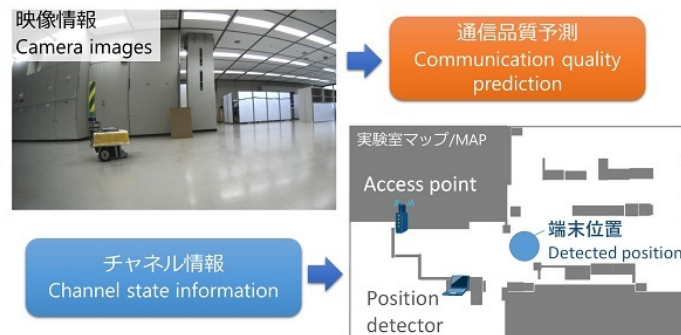 映像情報
Camera images
通信品質予測
Communication quality
prediction
実験室マップ/MAP
Access point
端末位置
Detected position
チャネル情報
Channel state information
Position
detector